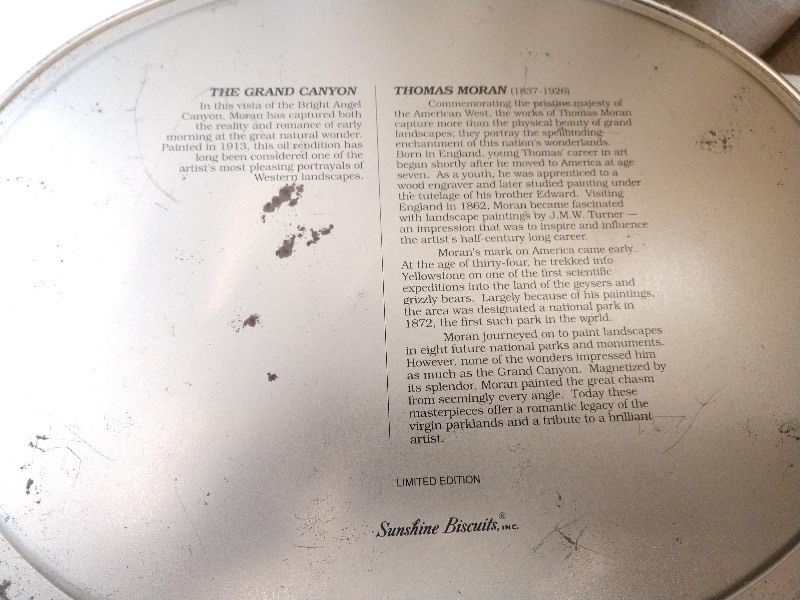 THE GRAND CANYON
In this vista of the Bright Angel
Canyon, Moran has captured both
the reality and romance of early
morning at the great natural wonder.
Painted in 1913, this oil rendition has
long been considered one of the
artist's most pleasing portrayals of
Western landscapes.
THOMAS MORAN (1837-1926)
Commemorating the pristine majesty of
the American West, the works of Thomas Moran
capture more than the physical beauty of grand
landscapes; they portray the spellbinding
enchantment of this nation's wonderlands.
Born in England, young Thomas' career in art
began shortly after he moved to America at age
seven. As a youth, he was apprenticed to a
wood engraver and later studied painting under
the tutelage of his brother Edward. Visiting
England in 1862, Moran became fascinated
with landscape paintings by J.M.W. Turner —
an impression that was to inspire and influence
the artist's half-century long career.
Moran's mark on America came early.
At the age of thirty-four, he trekked into
Yellowstone on one of the first scientific
expeditions into the land of the geysers and
grizzly bears. Largely because of his paintings,
the area was designated a national park in
1872, the first such park in the world.
Moran journeyed on to paint landscapes
in eight future national parks and monuments.
However, none of the wonders impressed him
as much as the Grand Canyon. Magnetized by
its splendor, Moran painted the great chasm
from seemingly every angle. Today these
masterpieces offer a romantic legacy of the
virgin parklands and a tribute to a brilliant
artist.
LIMITED EDITION
Sunshine Biscuits,® INC.